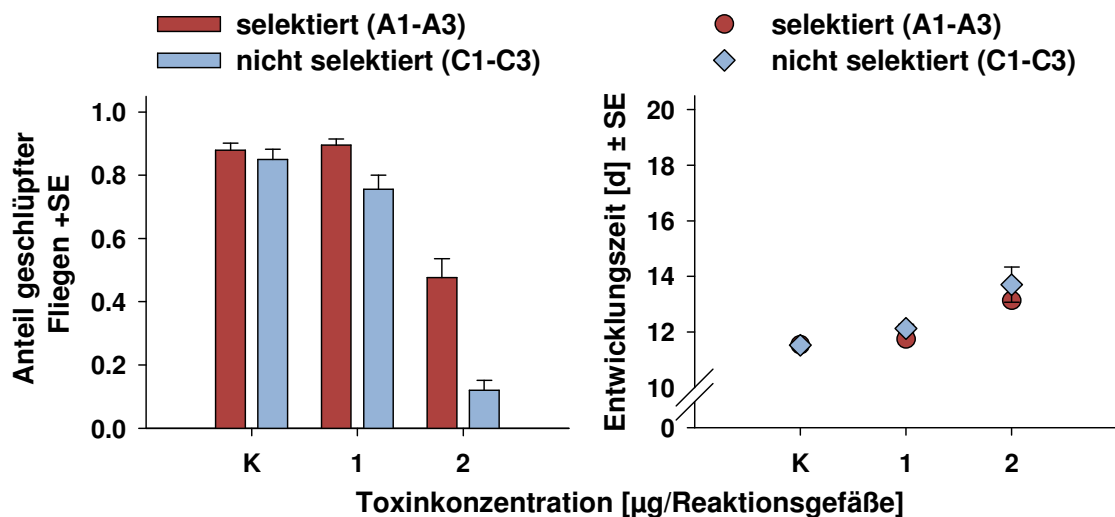 selektiert (A1-A3)
nicht selektiert (C1-C3)
Anteil geschlüpfter
Fliegen +SE
1.0
0.8
0.6
0.4
0.2
0.0
K 1 2
selektiert (A1-A3)
nicht selektiert (C1-C3)
Entwicklungszeit [d] ± SE
20
18
16
14
12
10
0
K 1 2
Toxinkonzentration [µg/Reaktionsgefäße]